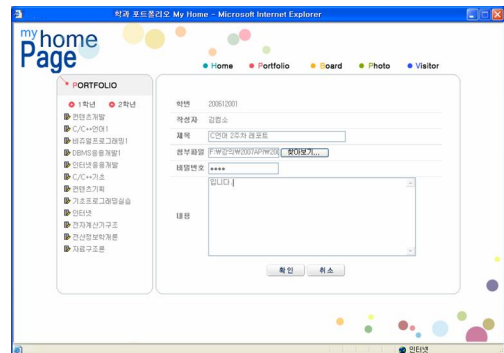 학과 포트폴리오 My Home - Microsoft Internet Explorer
my home
Page
Home Portfolio Board Photo Visitor
PORTFOLIO
1학년 2학년
컨텐츠개발
C/C++언어1
비쥬얼프로그래밍1
DBMS응용개발1
인터넷응용개발
C/C++기초
컨텐츠기획
기초프로그래밍실습
인터넷
전자계산기구조
전산정보학개론
자료구조론
학번 200612001
작성자 김컴소
제목 C언어 2주차 레포트
첨부파일 F:₩강의₩2007API₩200 찾아보기...
비밀번호 ●●●●
내용 입니다.
확인 취소
인터넷